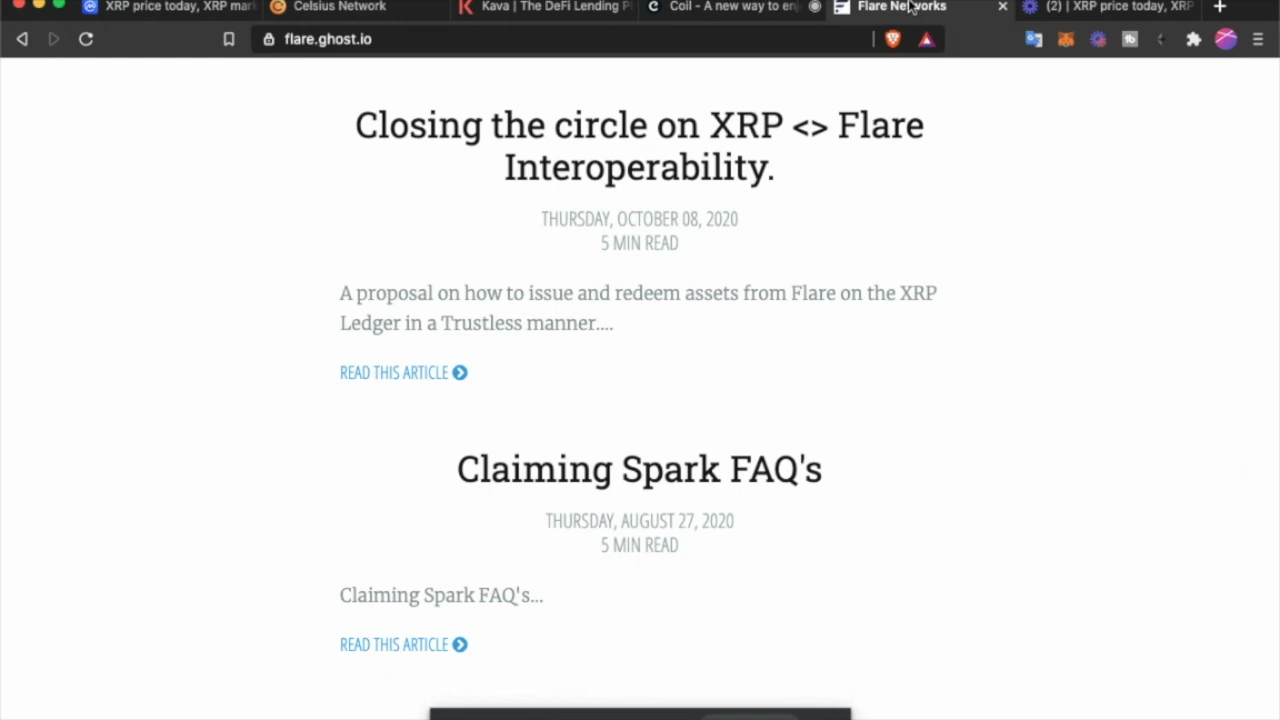 XRP price today, XRP mar
Celsius Network
Kava | The DeFi Lending P
Coil - A new way to en
Flare Networks
(2) | XRP price today, XRP
flare.ghost.io
Closing the circle on XRP <> Flare
Interoperability.
THURSDAY, OCTOBER 08, 2020
5 MIN READ
A proposal on how to issue and redeem assets from Flare on the XRP
Ledger in a Trustless manner....
READ THIS ARTICLE
Claiming Spark FAQ's
THURSDAY, AUGUST 27, 2020
5 MIN READ
Claiming Spark FAQ's...
READ THIS ARTICLE